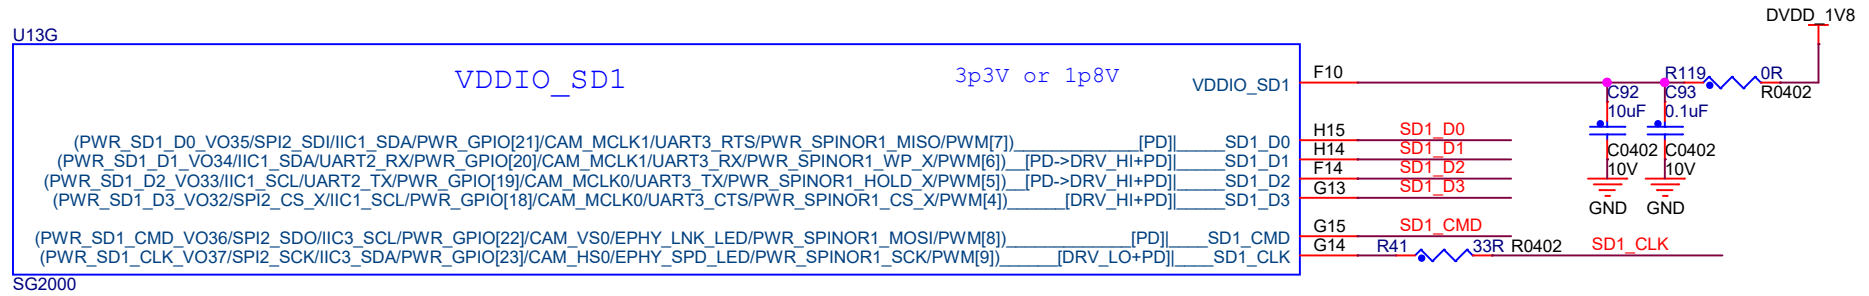 DVDD_1V8
U13G
VDDIO_SD1
3p3V or 1p8V
VDDIO_SD1
F10
R119
0R
R0402
C92
10uF
C93
0.1uF
C0402
10V
C0402
10V
GND
GND
(PWR_SD1_D0_VO35/SPI2_SDI/IIC1_SDA/PWR_GPIO[21]/CAM_MCLK1/UART3_RTS/PWR_SPINOR1_MISO/PWM[7])______[PD]|____SD1_D0
H15
SD1_D0
(PWR_SD1_D1_VO34/IIC1_SDA/UART2_RX/PWR_GPIO[20]/CAM_MCLK1/UART3_RX/PWR_SPINOR1_WP_X/PWM[6])__[PD->DRV_HI+PD]|____SD1_D1
H14
SD1_D1
(PWR_SD1_D2_VO33/IIC1_SCL/UART2_TX/PWR_GPIO[19]/CAM_MCLK0/UART3_TX/PWR_SPINOR1_HOLD_X/PWM[5])__[PD->DRV_HI+PD]|____SD1_D2
F14
SD1_D2
(PWR_SD1_D3_VO32/SPI2_CS_X/IIC1_SCL/PWR_GPIO[18]/CAM_MCLK0/UART3_CTS/PWR_SPINOR1_CS_X/PWM[4])______[DRV_HI+PD]|____SD1_D3
G13
SD1_D3
(PWR_SD1_CMD_VO36/SPI2_SDO/IIC3_SCL/PWR_GPIO[22]/CAM_VS0/EPHY_LNK_LED/PWR_SPINOR1_MOSI/PWM[8])______[PD]|____SD1_CMD
G15
SD1_CMD
(PWR_SD1_CLK_VO37/SPI2_SCK/IIC3_SDA/PWR_GPIO[23]/CAM_HS0/EPHY_SPD_LED/PWR_SPINOR1_SCK/PWM[9])______[DRV_LO+PD]|____SD1_CLK
G14
R41
33R
R0402
SD1_CLK
SG2000